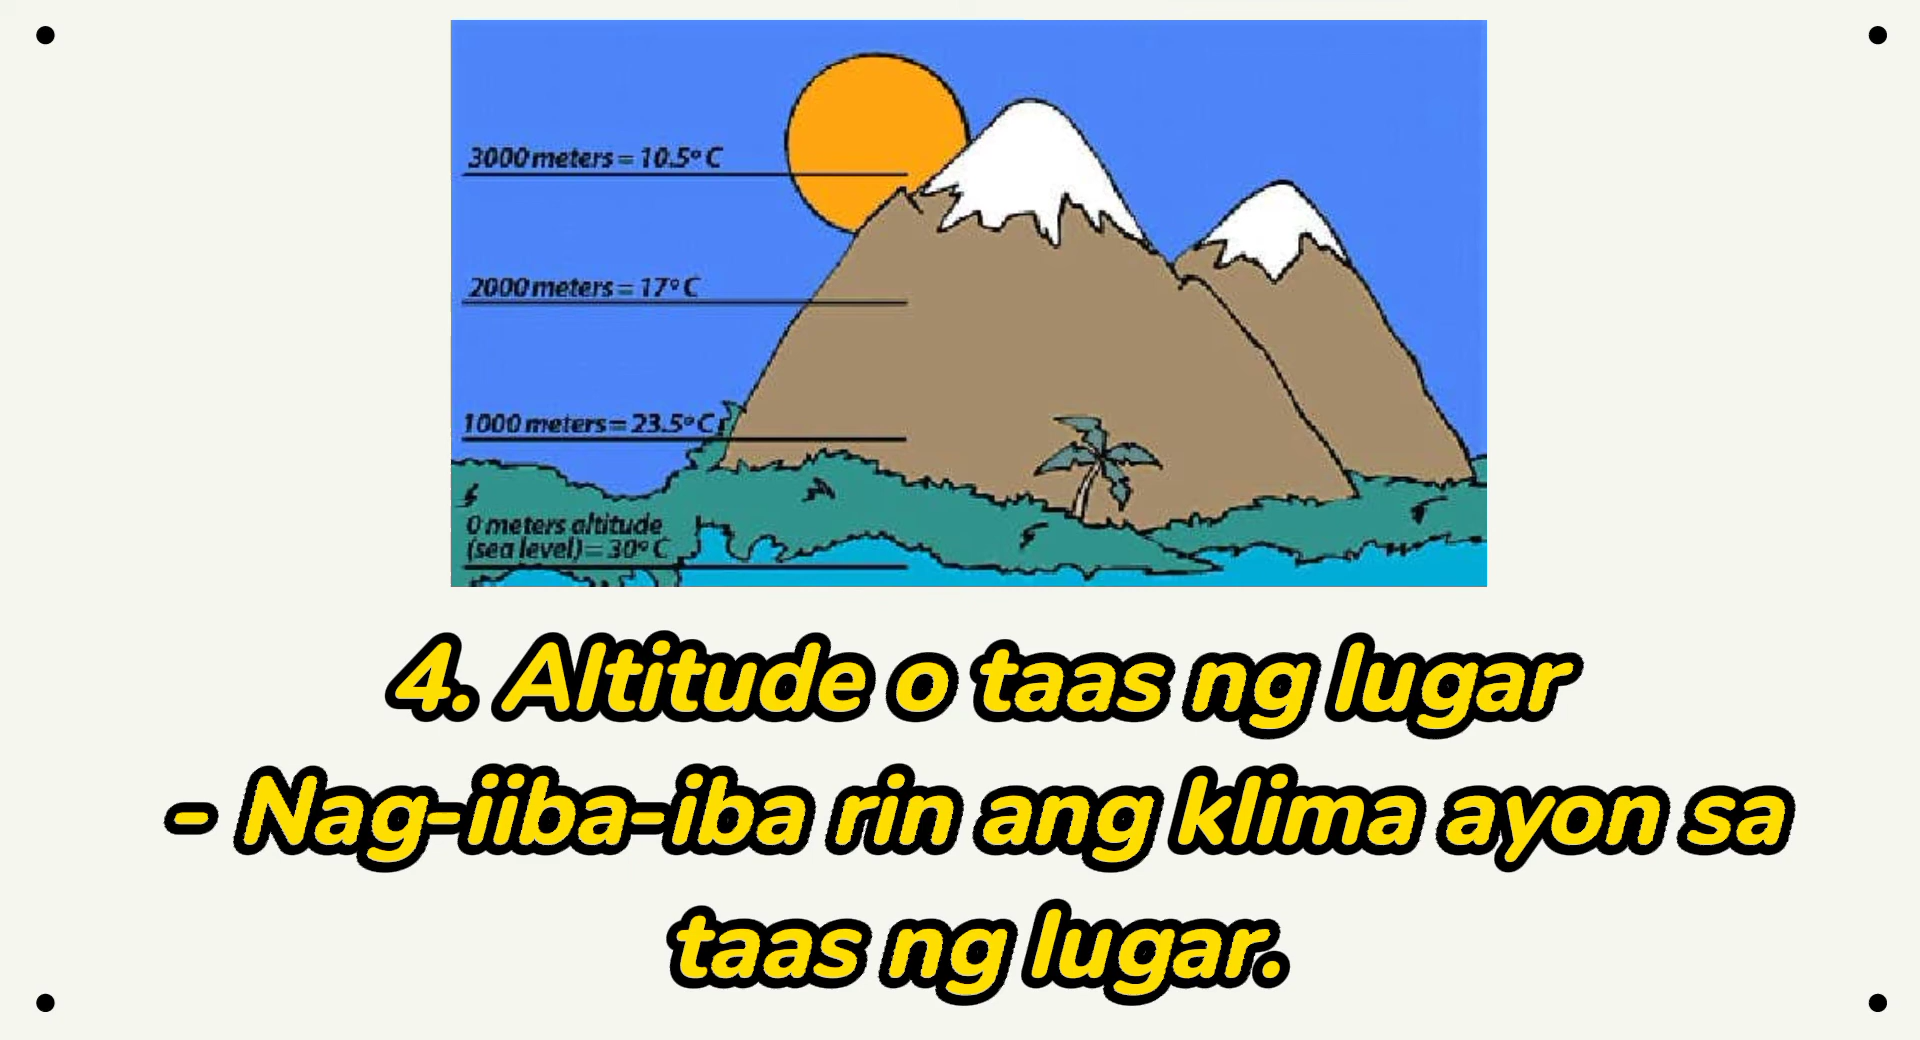 3000 meters = 10.5° C
2000 meters = 17° C
1000 meters = 23.5° C
0 meters altitude
(sea level) = 30° C
4. Altitude o taas ng lugar
- Nag-iiba-iba rin ang klima ayon sa
taas ng lugar.